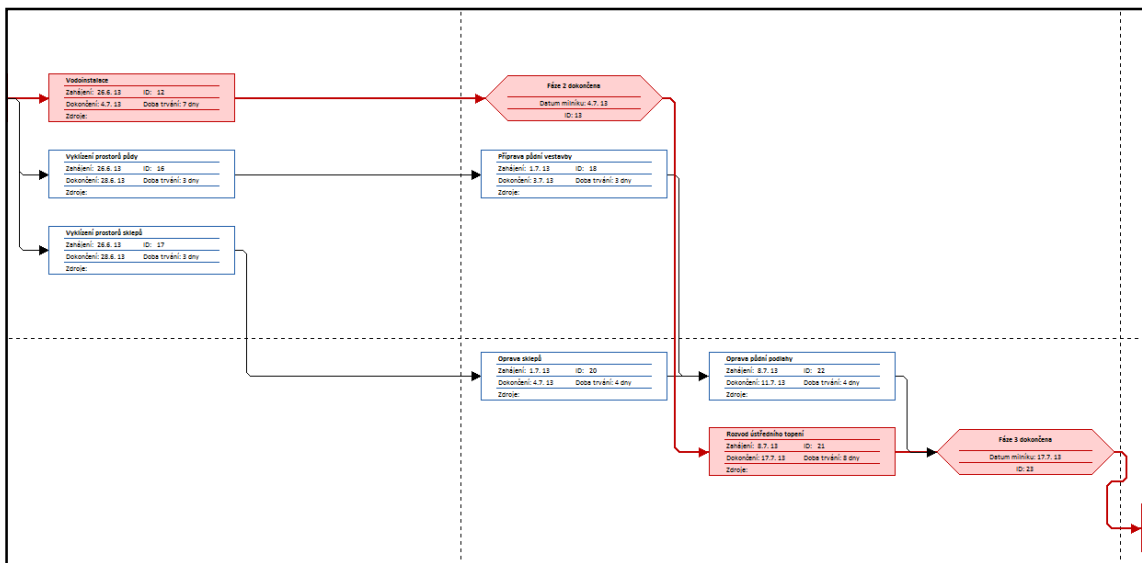 Vodoinstalace
Zahájení: 26.6. 13 ID: 12
Dokončení: 4.7. 13 Doba trvání: 7 dny
Zdroje:
Fáze 2 dokončena
Datum milníku: 4.7. 13
ID: 13
Vyklízení prostorů půdy
Zahájení: 26.6. 13 ID: 16
Dokončení: 28.6. 13 Doba trvání: 3 dny
Zdroje:
Příprava půdní vestavby
Zahájení: 1.7. 13 ID: 18
Dokončení: 3.7. 13 Doba trvání: 3 dny
Zdroje:
Vyklízení prostorů sklepů
Zahájení: 26.6. 13 ID: 17
Dokončení: 28.6. 13 Doba trvání: 3 dny
Zdroje:
Oprava sklepů
Zahájení: 1.7. 13 ID: 20
Dokončení: 4.7. 13 Doba trvání: 4 dny
Zdroje:
Oprava půdní podlahy
Zahájení: 8.7. 13 ID: 22
Dokončení: 11.7. 13 Doba trvání: 4 dny
Zdroje:
Rozvod ústředního topení
Zahájení: 8.7. 13 ID: 21
Dokončení: 17.7. 13 Doba trvání: 8 dny
Zdroje:
Fáze 3 dokončena
Datum milníku: 17.7. 13
ID: 23